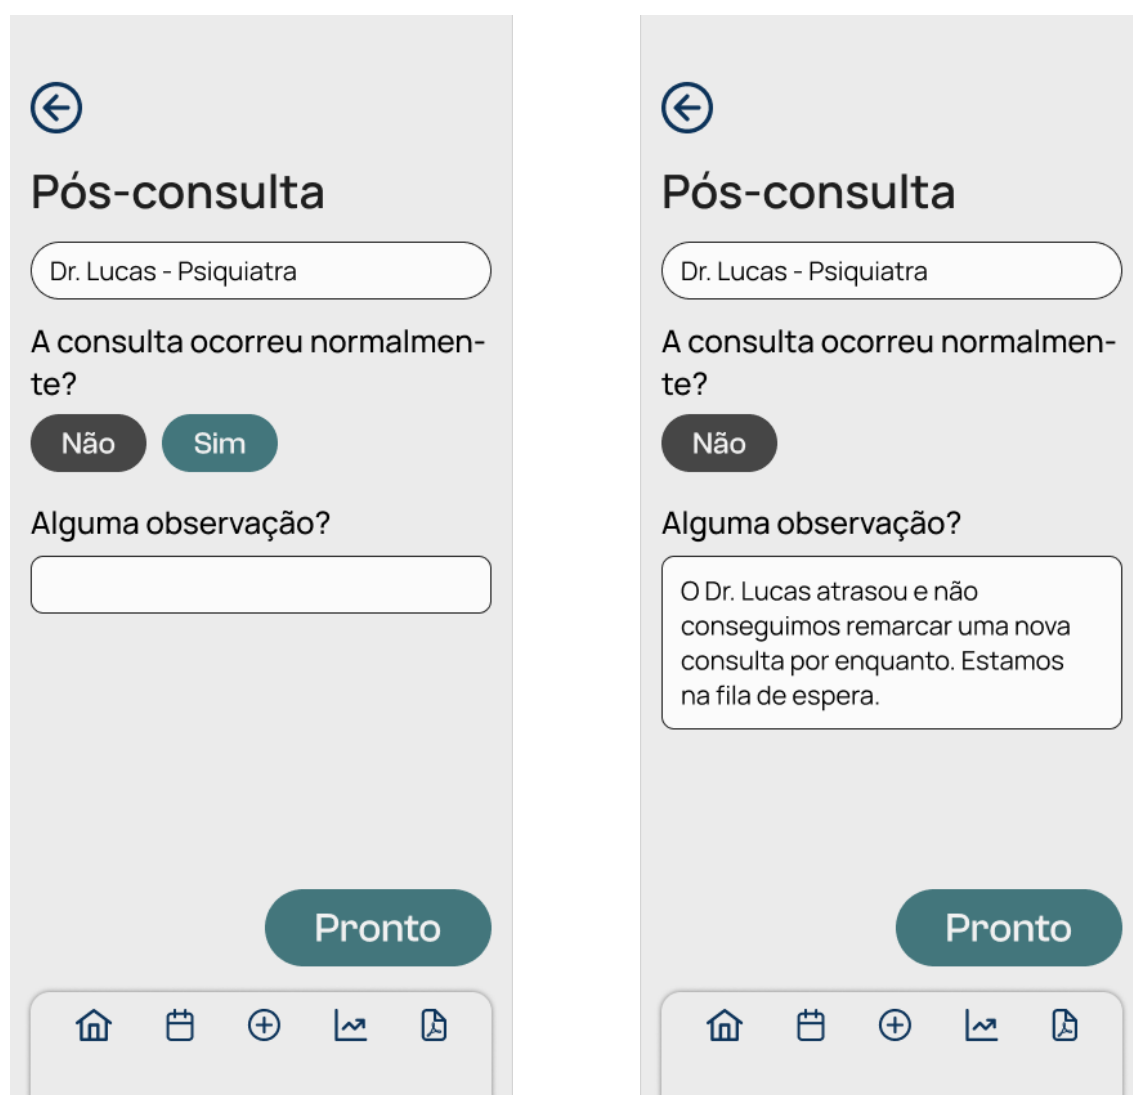 Pós-consulta
Dr. Lucas - Psiquiatra
A consulta ocorreu normalmen-
te?
Não Sim
Alguma observação?
Pronto
Pós-consulta
Dr. Lucas - Psiquiatra
A consulta ocorreu normalmen-
te?
Não
Alguma observação?
O Dr. Lucas atrasou e não
conseguimos remarcar uma nova
consulta por enquanto. Estamos
na fila de espera.
Pronto